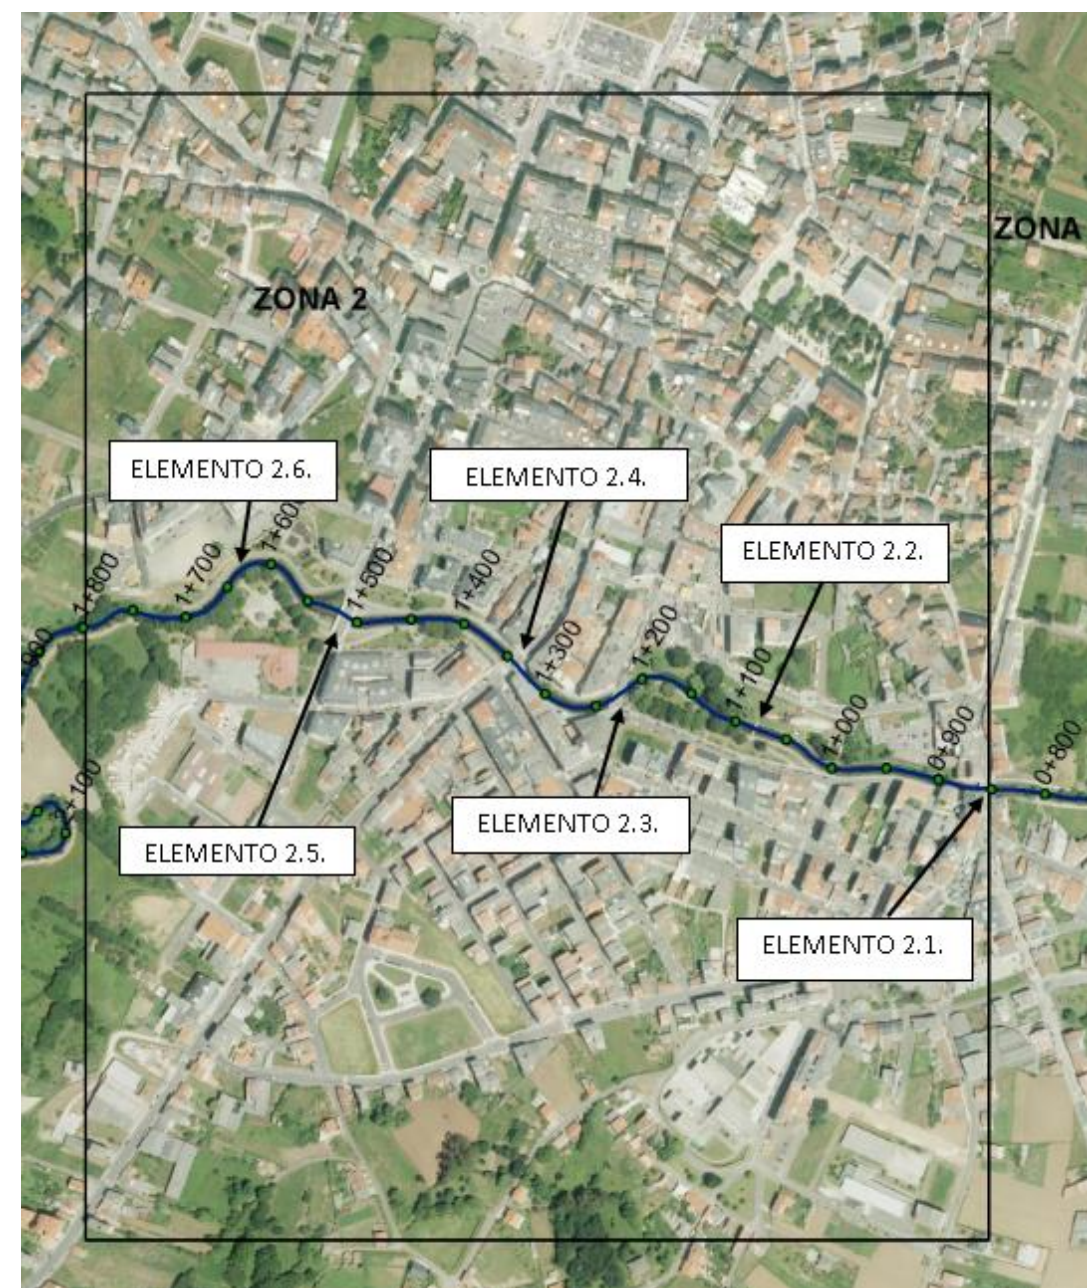 ZONA
ZONA 2
ELEMENTO 2.6.
ELEMENTO 2.4.
ELEMENTO 2.2.
1+800
1+700
1+600
1+500
1+400
1+300
1+200
1+100
1+000
0+900
0+800
ELEMENTO 2.5.
ELEMENTO 2.3.
ELEMENTO 2.1.